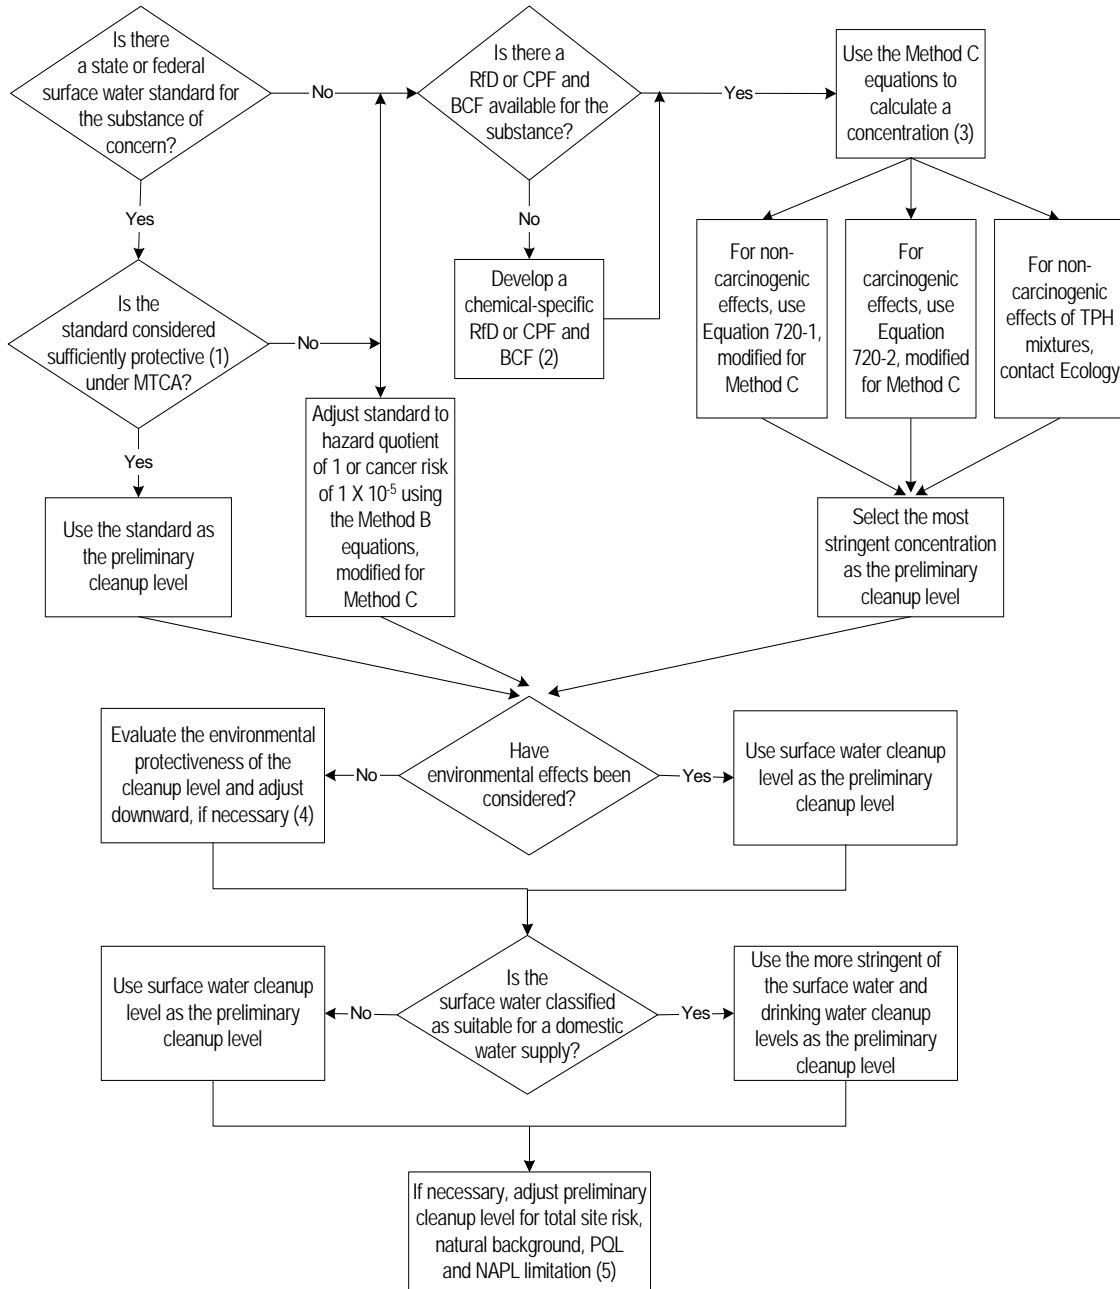 Is there
a state or federal
surface water standard for
the substance of
concern?
No
Is there a
RfD or CPF and
BCF available for the
substance?
Yes
Use the Method C
equations to
calculate a
concentration (3)
Yes
No
Is the
standard considered
sufficiently protective (1)
under MTCA?
No
Develop a
chemical-specific
RfD or CPF and
BCF (2)
For non-
carcinogenic
effects, use
Equation 720-1,
modified for
Method C
For
carcinogenic
effects, use
Equation
720-2, modified
for Method C
For non-
carcinogenic
effects of TPH
mixtures,
contact Ecology
Yes
Adjust standard to
hazard quotient
of 1 or cancer risk
of 1 X 10⁻⁵ using
the Method B
equations,
modified for
Method C
Use the standard as
the preliminary
cleanup level
Select the most
stringent concentration
as the preliminary
cleanup level
Evaluate the environmental
protectiveness of the
cleanup level and adjust
downward, if necessary (4)
No
Have
environmental effects been
considered?
Yes
Use surface water cleanup
level as the preliminary
cleanup level
Use surface water cleanup
level as the preliminary
cleanup level
No
Is the
surface water classified
as suitable for a domestic
water supply?
Yes
Use the more stringent of
the surface water and
drinking water cleanup
levels as the preliminary
cleanup level
If necessary, adjust preliminary
cleanup level for total site risk,
natural background, PQL
and NAPL limitation (5)